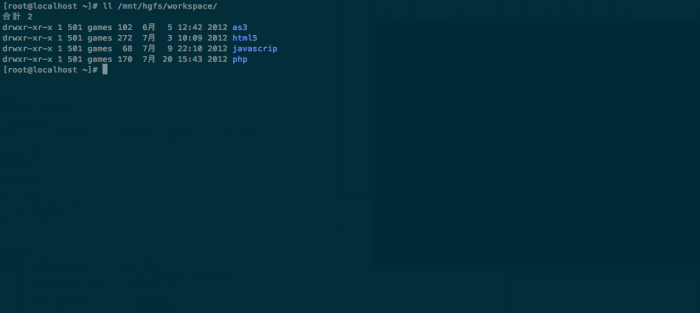 [root@localhost ~]# ll /mnt/hgfs/workspace/
合計 2
drwxr-xr-x 1 501 games 102  6月  5 12:42 2012 as3
drwxr-xr-x 1 501 games 272  7月  3 10:09 2012 html5
drwxr-xr-x 1 501 games  68  7月  9 22:10 2012 javascrip
drwxr-xr-x 1 501 games 170  7月 20 15:43 2012 php
[root@localhost ~]#